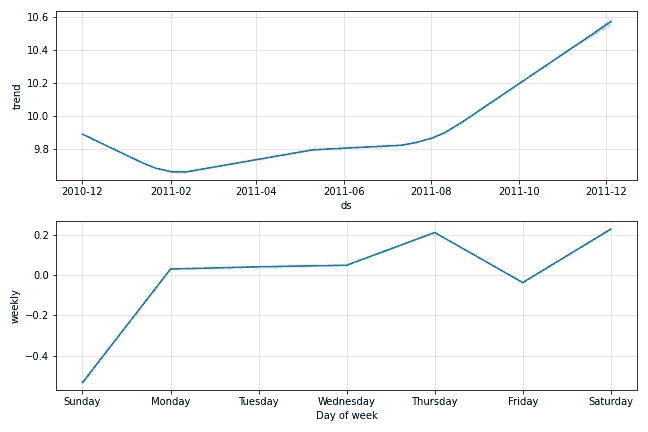 10.6
10.4
10.2
10.0
9.8
trend
2010-12 2011-02 2011-04 2011-06 2011-08 2011-10 2011-12
ds
0.2
0.0
−0.2
−0.4
weekly
Sunday Monday Tuesday Wednesday Thursday Friday Saturday
Day of week